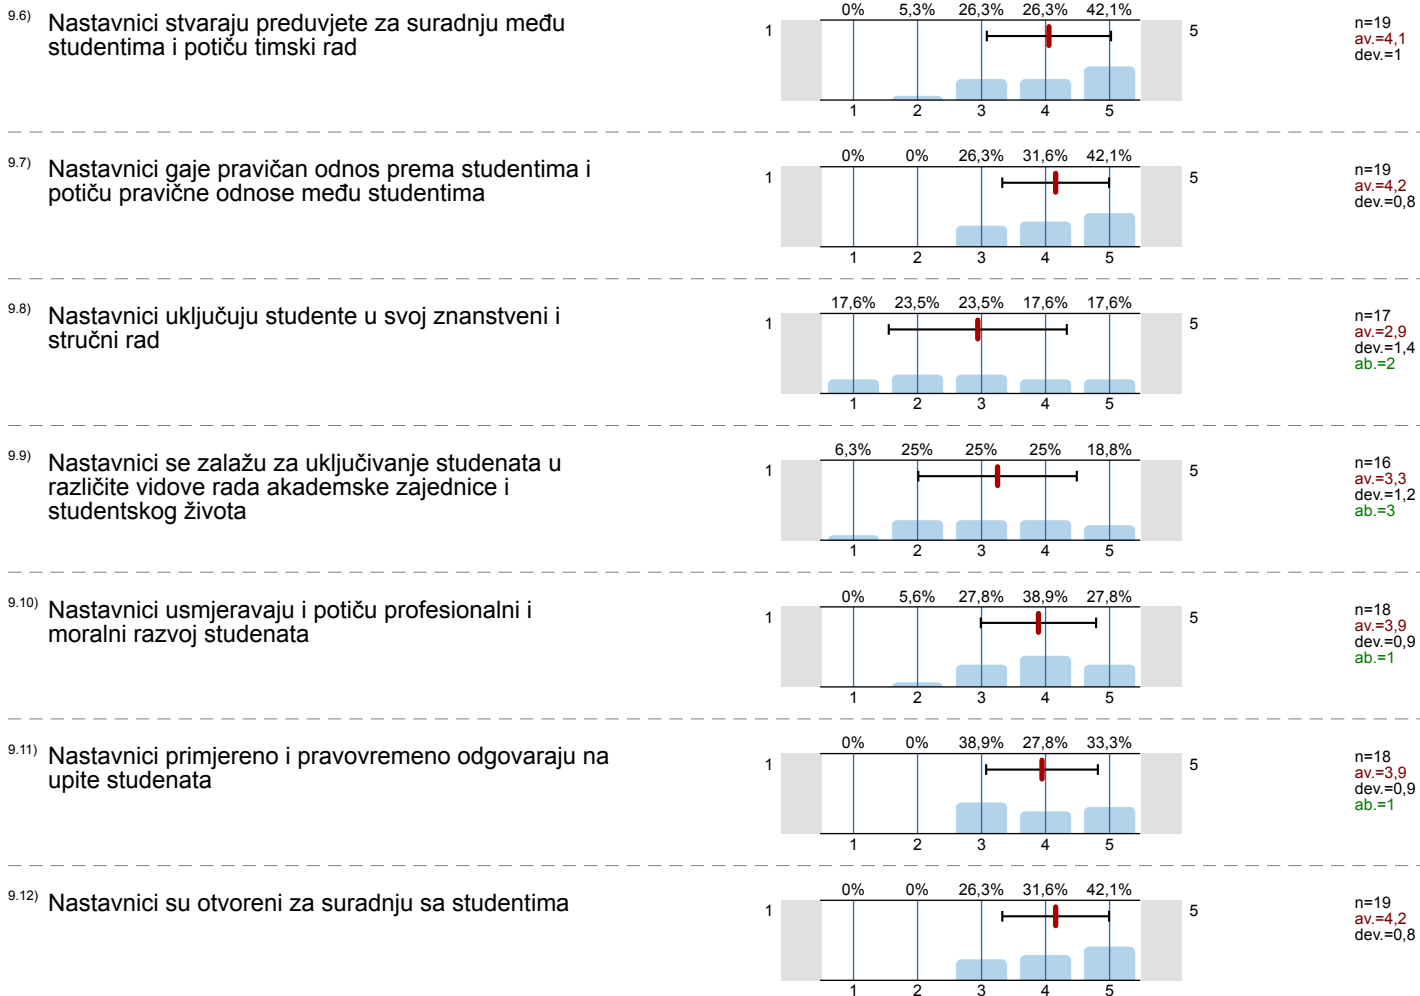 9.6) Nastavnici stvaraju preduvjete za suradnju među
studentima i potiču timski rad
0% 5,3% 26,3% 26,3% 42,1%
1 5
1 2 3 4 5
n=19
av.=4,1
dev.=1
9.7) Nastavnici gaje pravičan odnos prema studentima i
potiču pravične odnose među studentima
0% 0% 26,3% 31,6% 42,1%
1 5
1 2 3 4 5
n=19
av.=4,2
dev.=0,8
9.8) Nastavnici uključuju studente u svoj znanstveni i
stručni rad
17,6% 23,5% 23,5% 17,6% 17,6%
1 5
1 2 3 4 5
n=17
av.=2,9
dev.=1,4
ab.=2
9.9) Nastavnici se zalažu za uključivanje studenata u
različite vidove rada akademske zajednice i
studentskog života
6,3% 25% 25% 25% 18,8%
1 5
1 2 3 4 5
n=16
av.=3,3
dev.=1,2
ab.=3
9.10) Nastavnici usmjeravaju i potiču profesionalni i
moralni razvoj studenata
0% 5,6% 27,8% 38,9% 27,8%
1 5
1 2 3 4 5
n=18
av.=3,9
dev.=0,9
ab.=1
9.11) Nastavnici primjereno i pravovremeno odgovaraju na
upite studenata
0% 0% 38,9% 27,8% 33,3%
1 5
1 2 3 4 5
n=18
av.=3,9
dev.=0,9
ab.=1
9.12) Nastavnici su otvoreni za suradnju sa studentima
0% 0% 26,3% 31,6% 42,1%
1 5
1 2 3 4 5
n=19
av.=4,2
dev.=0,8